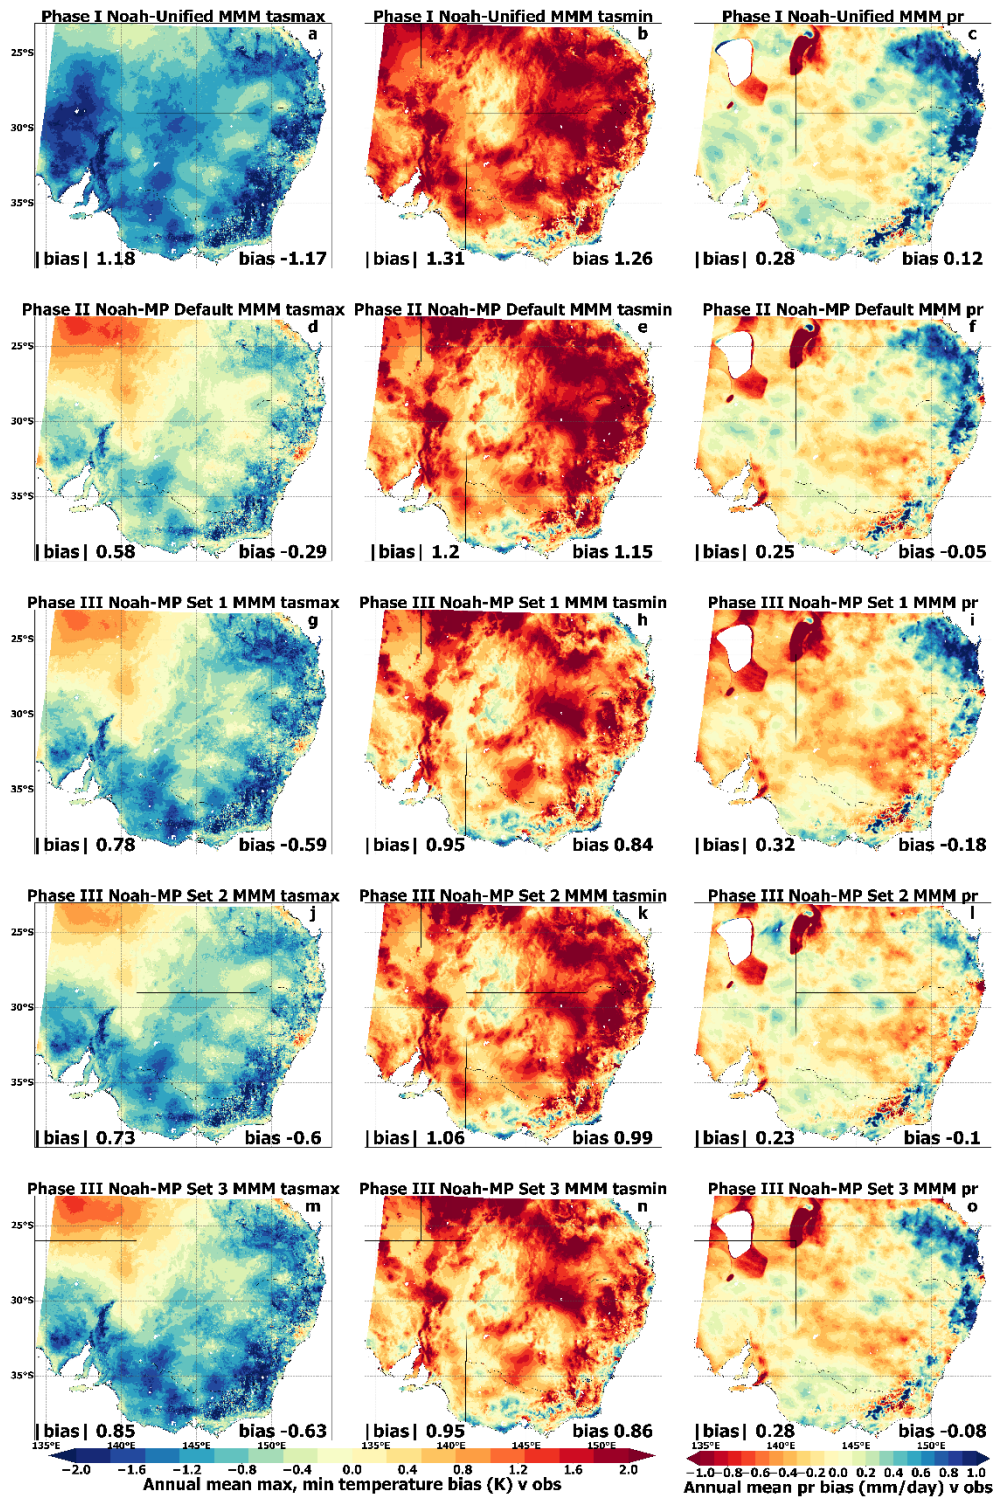 Phase I Noah-Unified MMM tasmax
Phase I Noah-Unified MMM tasmin
Phase I Noah-Unified MMM pr
a
b
c
25°S
30°S
35°S
|bias| 1.18
bias -1.17
|bias| 1.31
bias 1.26
|bias| 0.28
bias 0.12
Phase II Noah-MP Default MMM tasmax
Phase II Noah-MP Default MMM tasmin
Phase II Noah-MP Default MMM pr
d
e
f
25°S
30°S
35°S
|bias| 0.58
bias -0.29
|bias| 1.2
bias 1.15
|bias| 0.25
bias -0.05
Phase III Noah-MP Set 1 MMM tasmax
Phase III Noah-MP Set 1 MMM tasmin
Phase III Noah-MP Set 1 MMM pr
g
h
i
25°S
30°S
35°S
|bias| 0.78
bias -0.59
|bias| 0.95
bias 0.84
|bias| 0.32
bias -0.18
Phase III Noah-MP Set 2 MMM tasmax
Phase III Noah-MP Set 2 MMM tasmin
Phase III Noah-MP Set 2 MMM pr
j
k
l
25°S
30°S
35°S
|bias| 0.73
bias -0.6
|bias| 1.06
bias 0.99
|bias| 0.23
bias -0.1
Phase III Noah-MP Set 3 MMM tasmax
Phase III Noah-MP Set 3 MMM tasmin
Phase III Noah-MP Set 3 MMM pr
m
n
o
25°S
30°S
35°S
|bias| 0.85
bias -0.63
|bias| 0.95
bias 0.86
|bias| 0.28
bias -0.08
135°E 140°E 145°E 150°E
135°E 140°E 145°E 150°E
135°E 140°E 145°E 150°E
−2.0 −1.6 −1.2 −0.8 −0.4 0.0 0.4 0.8 1.2 1.6 2.0
Annual mean max, min temperature bias (K) v obs
−1.0 −0.8 −0.6 −0.4 −0.2 0.0 0.2 0.4 0.6 0.8 1.0
Annual mean pr bias (mm/day) v obs